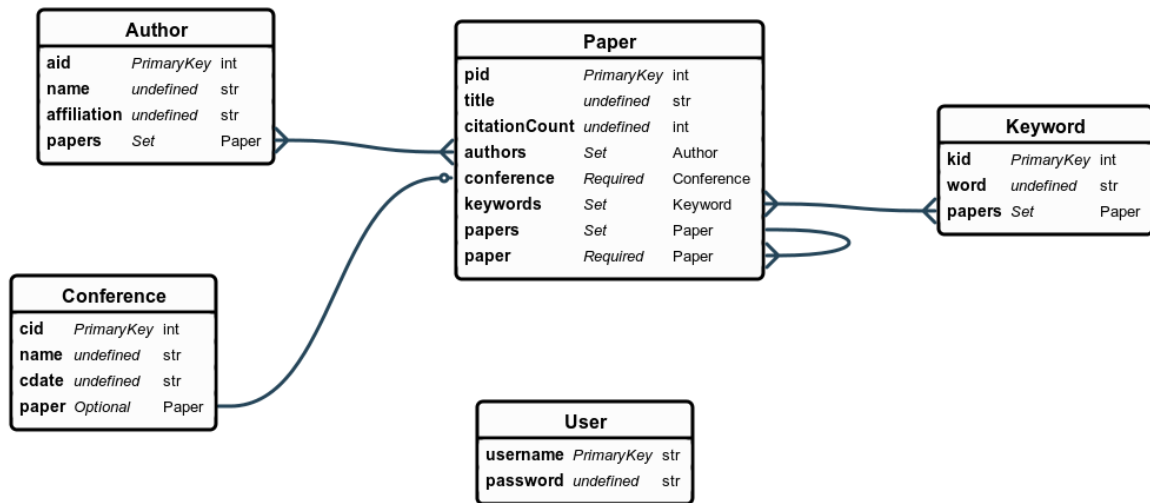 Author
aid PrimaryKey int
name undefined str
affiliation undefined str
papers Set Paper
Paper
pid PrimaryKey int
title undefined str
citationCount undefined int
authors Set Author
conference Required Conference
keywords Set Keyword
papers Set Paper
paper Required Paper
Keyword
kid PrimaryKey int
word undefined str
papers Set Paper
Conference
cid PrimaryKey int
name undefined str
cdate undefined str
paper Optional Paper
User
username PrimaryKey str
password undefined str